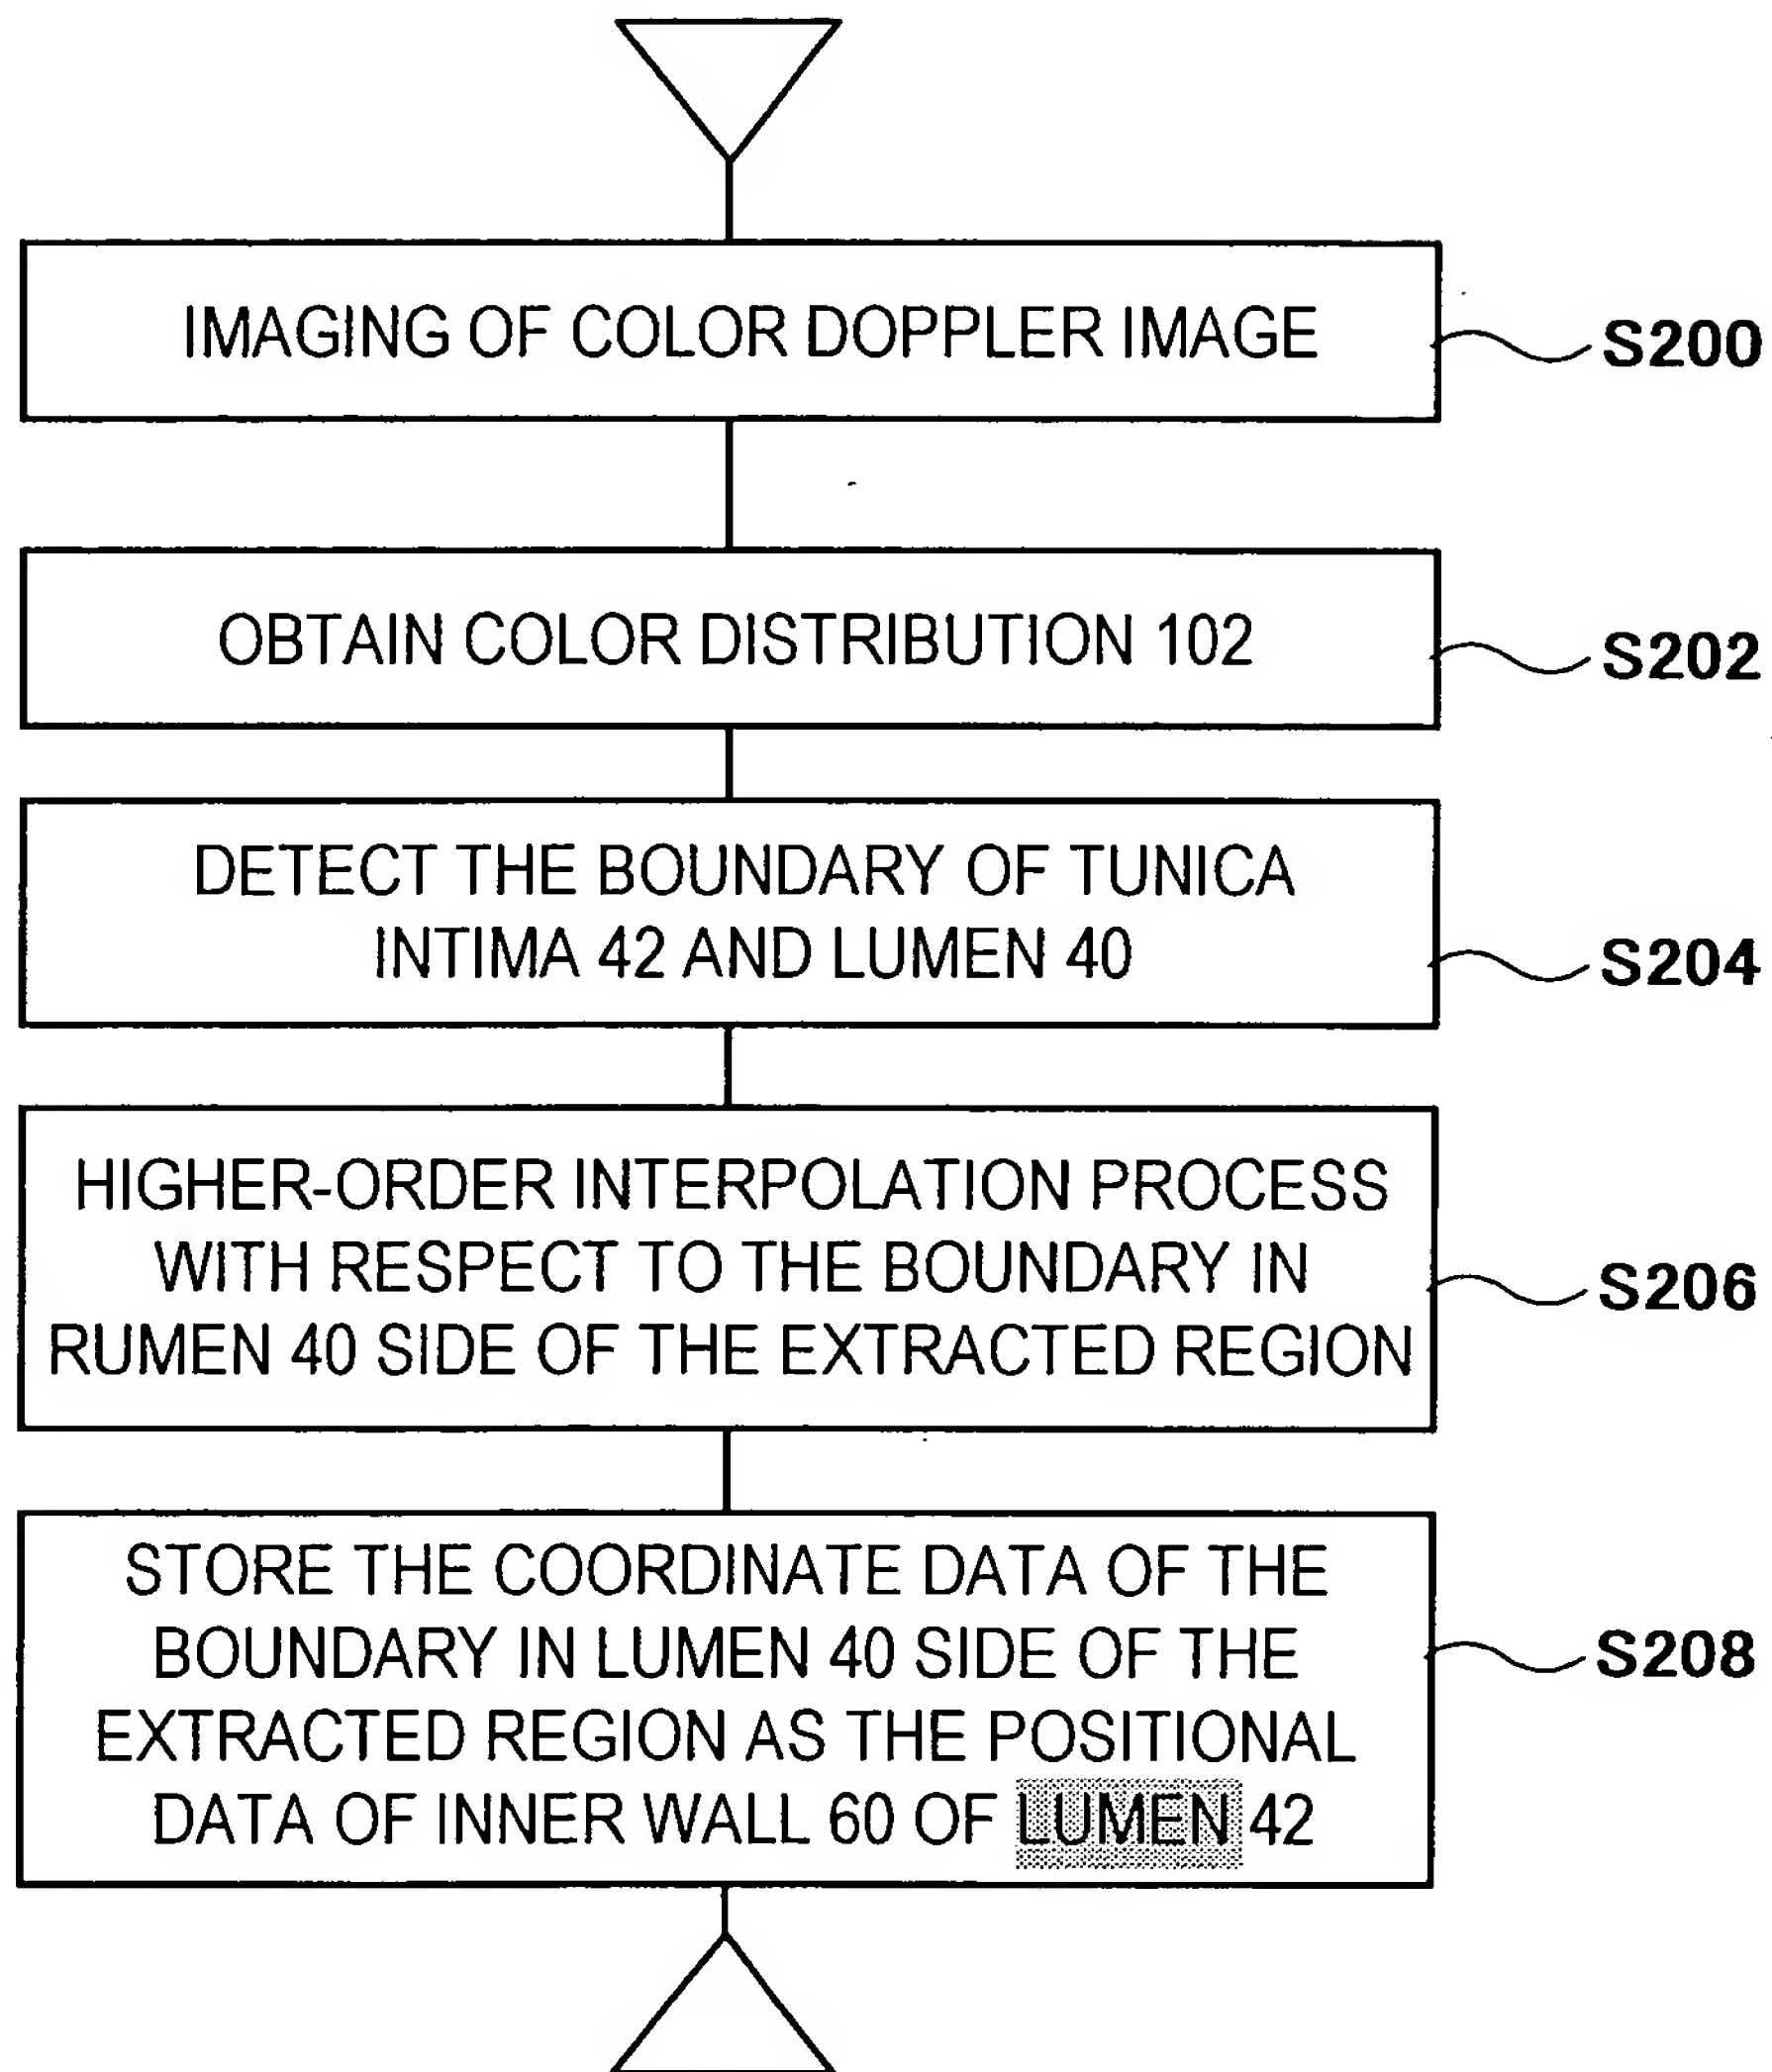 IMAGING OF COLOR DOPPLER IMAGE
S200
OBTAIN COLOR DISTRIBUTION 102
S202
DETECT THE BOUNDARY OF TUNICA
INTIMA 42 AND LUMEN 40
S204
HIGHER-ORDER INTERPOLATION PROCESS
WITH RESPECT TO THE BOUNDARY IN
RUMEN 40 SIDE OF THE EXTRACTED REGION
S206
STORE THE COORDINATE DATA OF THE
BOUNDARY IN LUMEN 40 SIDE OF THE
EXTRACTED REGION AS THE POSITIONAL
DATA OF INNER WALL 60 OF LUMEN 42
S208